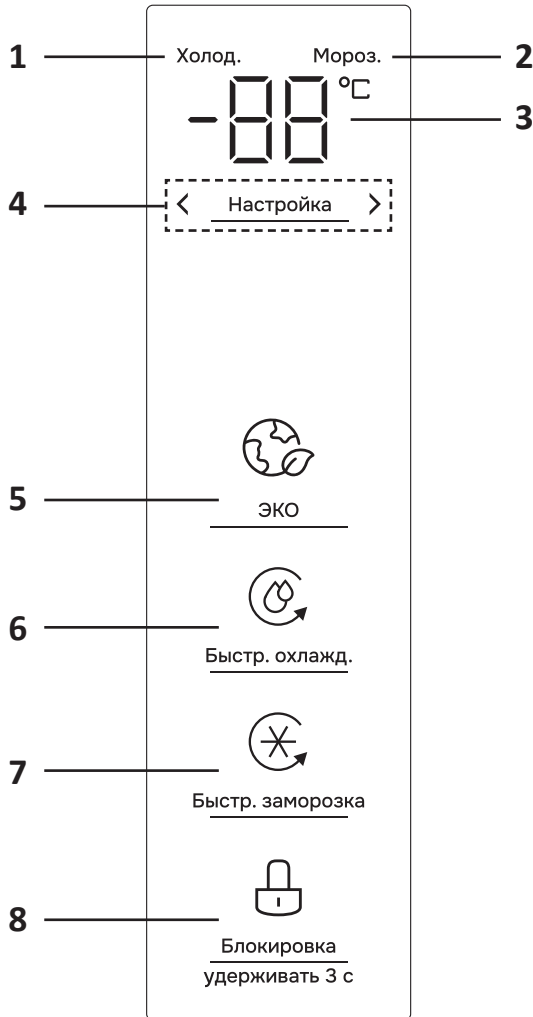 1 Холод. Мороз. 2
-88 °C 3
4 < Настройка >
5
ЭКО
6
Быстр. охлажд.
7
Быстр. заморозка
8
Блокировка
удерживать 3 с